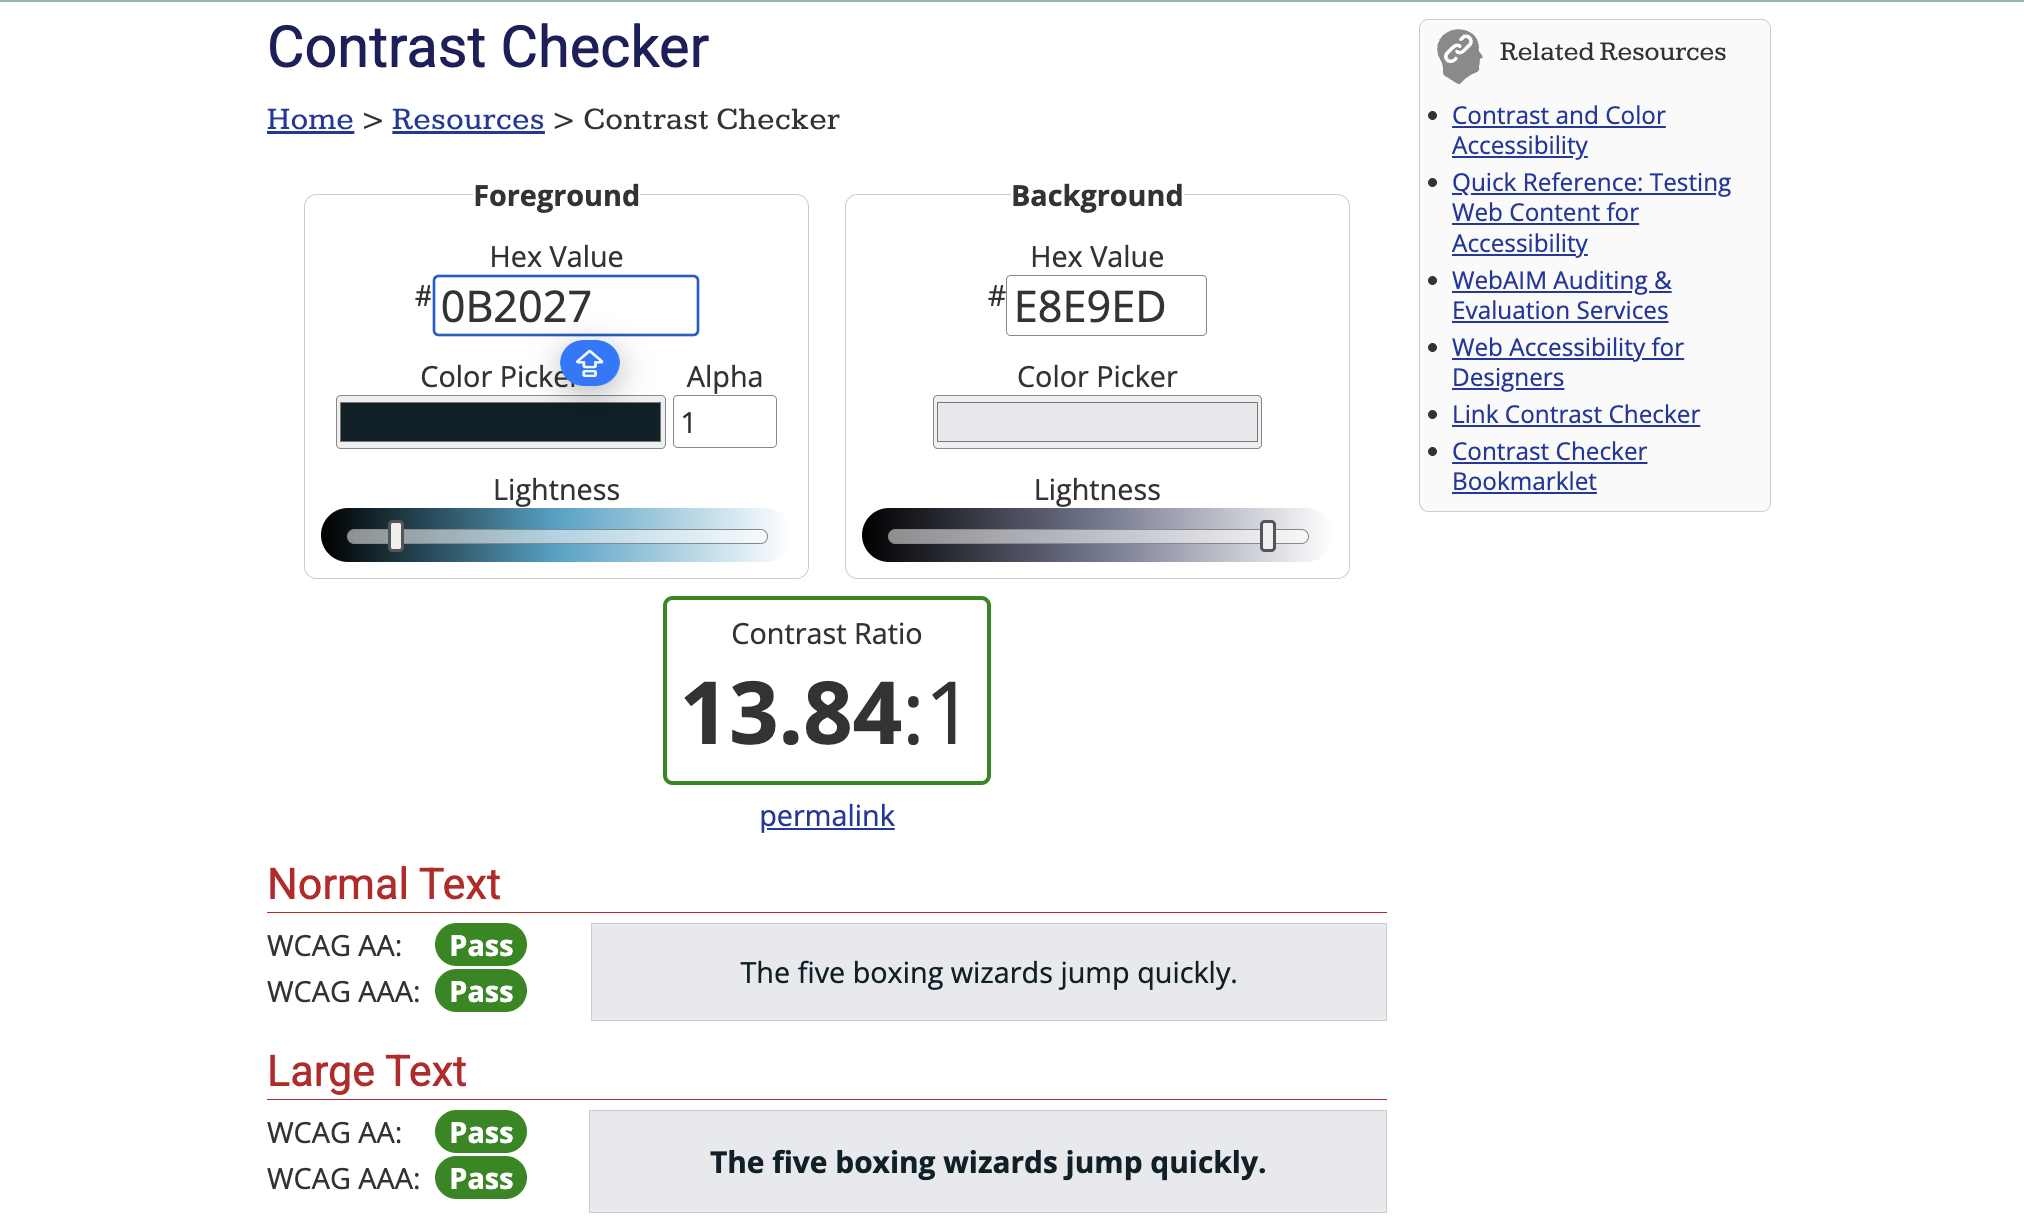 Contrast Checker
Home > Resources > Contrast Checker
Foreground
Hex Value
#0B2027
Color Picker
Alpha
1
Lightness
Background
Hex Value
#E8E9ED
Color Picker
Lightness
Contrast Ratio
13.84:1
permalink
Normal Text
WCAG AA: Pass
WCAG AAA: Pass
The five boxing wizards jump quickly.
Large Text
WCAG AA: Pass
WCAG AAA: Pass
The five boxing wizards jump quickly.
Related Resources
Contrast and Color
Accessibility
Quick Reference: Testing
Web Content for
Accessibility
WebAIM Auditing &
Evaluation Services
Web Accessibility for
Designers
Link Contrast Checker
Contrast Checker
Bookmarklet